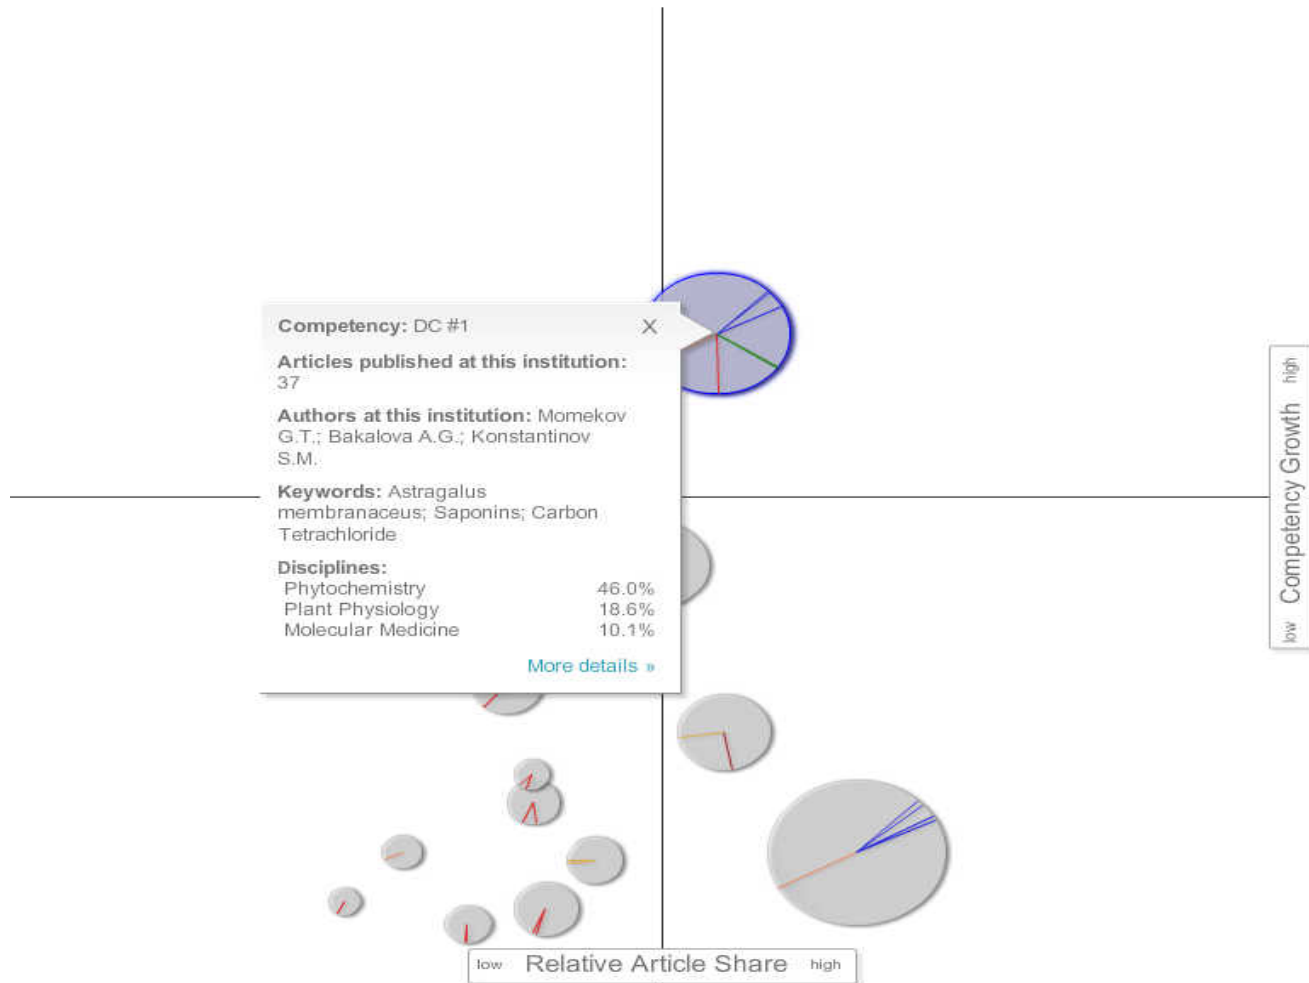 Competency: DC #1 X
Articles published at this institution:
37
Authors at this institution: Momekov
G.T.; Bakalova A.G.; Konstantinov
S.M.
Keywords: Astragalus
membranaceus; Saponins; Carbon
Tetrachloride
Disciplines:
Phytochemistry 46.0%
Plant Physiology 18.6%
Molecular Medicine 10.1%
More details »
low Competency Growth high
low Relative Article Share high